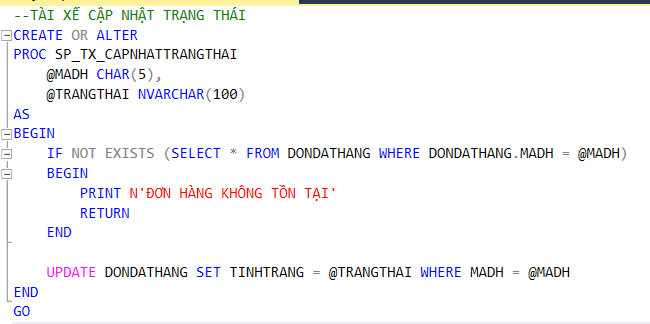 --TÀI XẾ CẬP NHẬT TRẠNG THÁI
CREATE OR ALTER
PROC SP_TX_CAPNHATTRANGTHAI
    @MADH CHAR(5),
    @TRANGTHAI NVARCHAR(100)
AS
BEGIN
    IF NOT EXISTS (SELECT * FROM DONDATHANG WHERE DONDATHANG.MADH = @MADH)
    BEGIN
        PRINT N'ĐƠN HÀNG KHÔNG TỒN TẠI'
        RETURN
    END

    UPDATE DONDATHANG SET TINHTRANG = @TRANGTHAI WHERE MADH = @MADH
END
GO